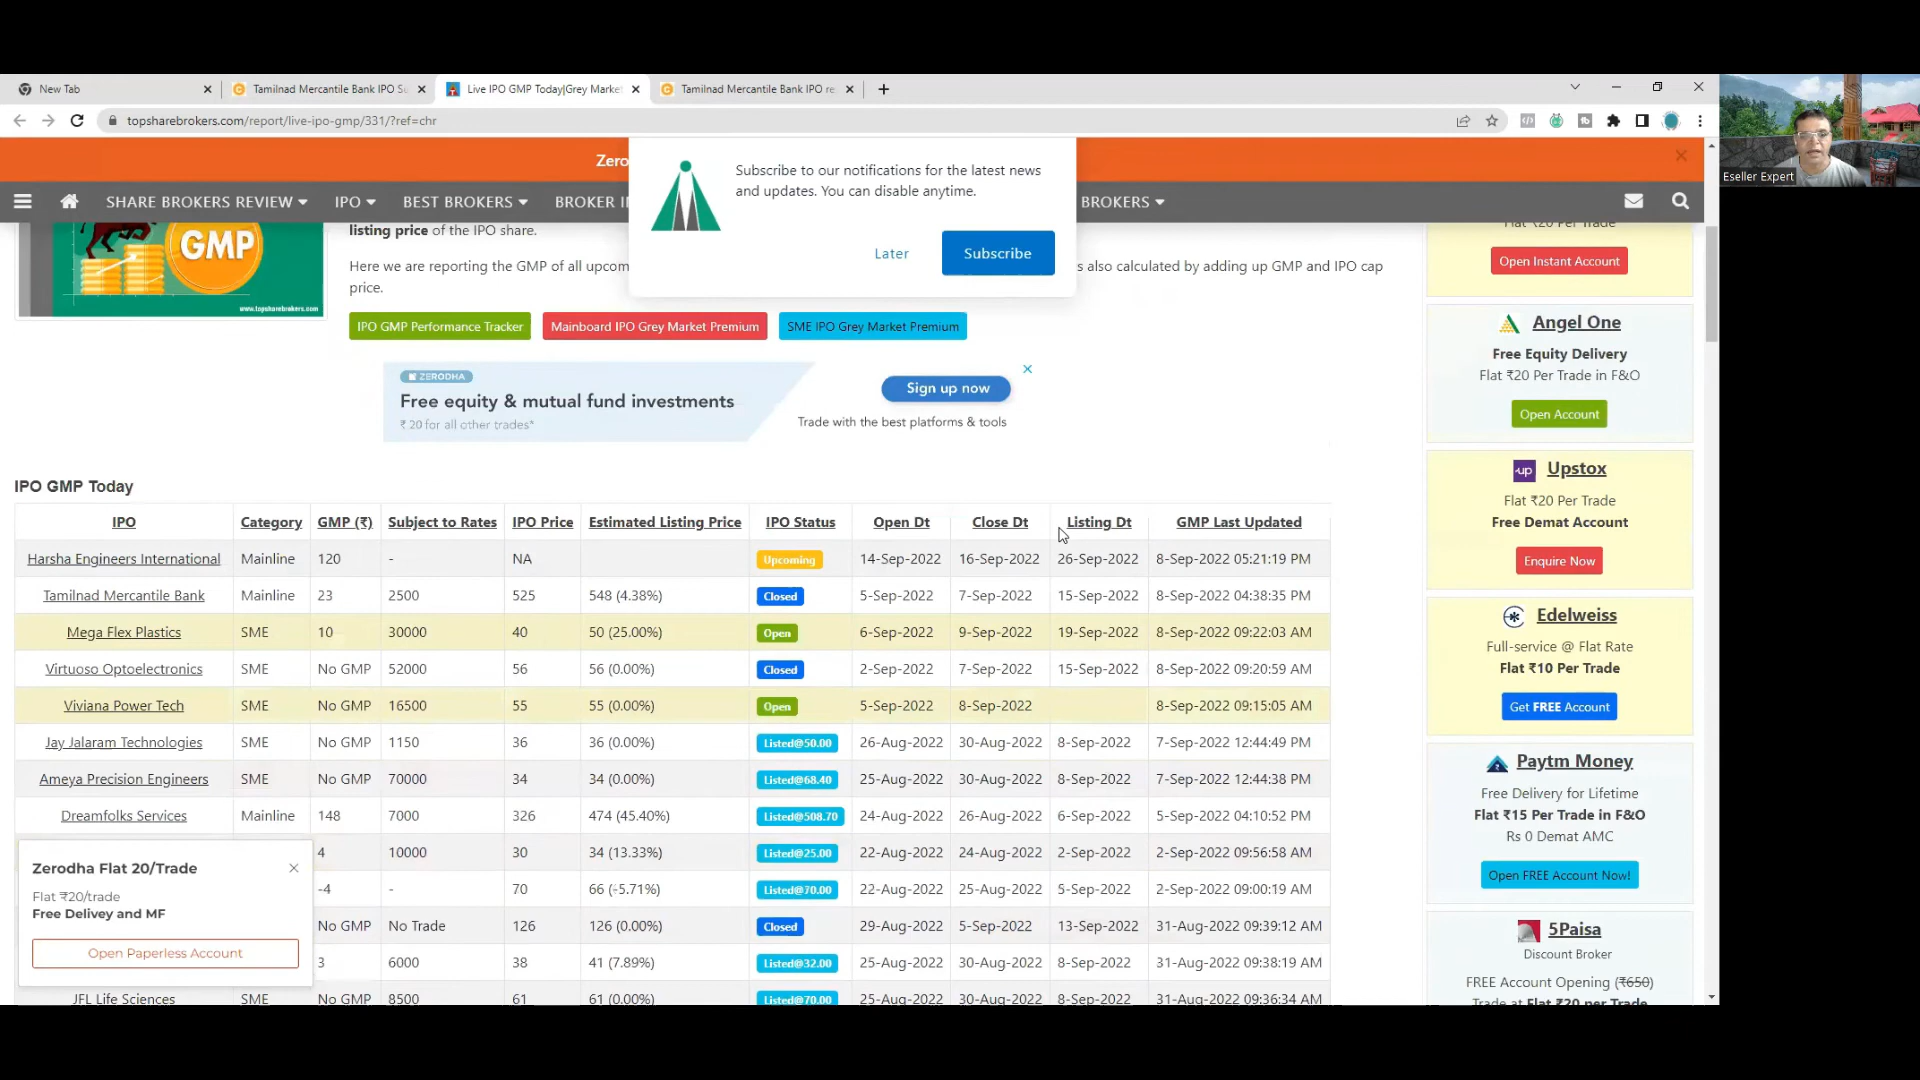 New Tab
Tamilnad Mercantile Bank IPO Su
Live IPO GMP Today|Grey Market
Tamilnad Mercantile Bank IPO re
topsharebrokers.com/report/live-ipo-gmp/331/?ref=chr
Eseller Expert
Zero
Subscribe to our notifications for the latest news
and updates. You can disable anytime.
Later
Subscribe
SHARE BROKERS REVIEW
IPO
BEST BROKERS
BROKER
BROKERS
GMP
www.topsharebrokers.com
listing price of the IPO share.
Here we are reporting the GMP of all upcom
s also calculated by adding up GMP and IPO cap
price.
IPO GMP Performance Tracker
Mainboard IPO Grey Market Premium
SME IPO Grey Market Premium
ZERODHA
Free equity & mutual fund investments
₹ 20 for all other trades*
Sign up now
Trade with the best platforms & tools
IPO GMP Today
IPO Category GMP (₹) Subject to Rates IPO Price Estimated Listing Price IPO Status Open Dt Close Dt Listing Dt GMP Last Updated
Harsha Engineers International Mainline 120 - NA Upcoming 14-Sep-2022 16-Sep-2022 26-Sep-2022 8-Sep-2022 05:21:19 PM
Tamilnad Mercantile Bank Mainline 23 2500 525 548 (4.38%) Closed 5-Sep-2022 7-Sep-2022 15-Sep-2022 8-Sep-2022 04:38:35 PM
Mega Flex Plastics SME 10 30000 40 50 (25.00%) Open 6-Sep-2022 9-Sep-2022 19-Sep-2022 8-Sep-2022 09:22:03 AM
Virtuoso Optoelectronics SME No GMP 52000 56 56 (0.00%) Closed 2-Sep-2022 7-Sep-2022 15-Sep-2022 8-Sep-2022 09:20:59 AM
Viviana Power Tech SME No GMP 16500 55 55 (0.00%) Open 5-Sep-2022 8-Sep-2022 8-Sep-2022 09:15:05 AM
Jay Jalaram Technologies SME No GMP 1150 36 36 (0.00%) Listed@50.00 26-Aug-2022 30-Aug-2022 8-Sep-2022 7-Sep-2022 12:44:49 PM
Ameya Precision Engineers SME No GMP 70000 34 34 (0.00%) Listed@68.40 25-Aug-2022 30-Aug-2022 8-Sep-2022 7-Sep-2022 12:44:38 PM
Dreamfolks Services Mainline 148 7000 326 474 (45.40%) Listed@508.70 24-Aug-2022 26-Aug-2022 6-Sep-2022 5-Sep-2022 04:10:52 PM
4 10000 30 34 (13.33%) Listed@25.00 22-Aug-2022 24-Aug-2022 2-Sep-2022 2-Sep-2022 09:56:58 AM
-4 - 70 66 (-5.71%) Listed@70.00 22-Aug-2022 25-Aug-2022 5-Sep-2022 2-Sep-2022 09:00:19 AM
No GMP No Trade 126 126 (0.00%) Closed 29-Aug-2022 5-Sep-2022 13-Sep-2022 31-Aug-2022 09:39:12 AM
3 6000 38 41 (7.89%) Listed@32.00 25-Aug-2022 30-Aug-2022 8-Sep-2022 31-Aug-2022 09:38:19 AM
JFL Life Sciences SME No GMP 8500 61 61 (0.00%) Listed@70.00 25-Aug-2022 30-Aug-2022 8-Sep-2022 31-Aug-2022 09:36:34 AM
Zerodha Flat 20/Trade
Flat ₹20/trade
Free Delivey and MF
Open Paperless Account
Flat ₹20 Per Trade
Open Instant Account
Angel One
Free Equity Delivery
Flat ₹20 Per Trade in F&O
Open Account
up Upstox
Flat ₹20 Per Trade
Free Demat Account
Enquire Now
Edelweiss
Full-service @ Flat Rate
Flat ₹10 Per Trade
Get FREE Account
Paytm Money
Free Delivery for Lifetime
Flat ₹15 Per Trade in F&O
Rs 0 Demat AMC
Open FREE Account Now!
5Paisa
Discount Broker
FREE Account Opening (₹650)
Trade at Flat ₹20 per Trade